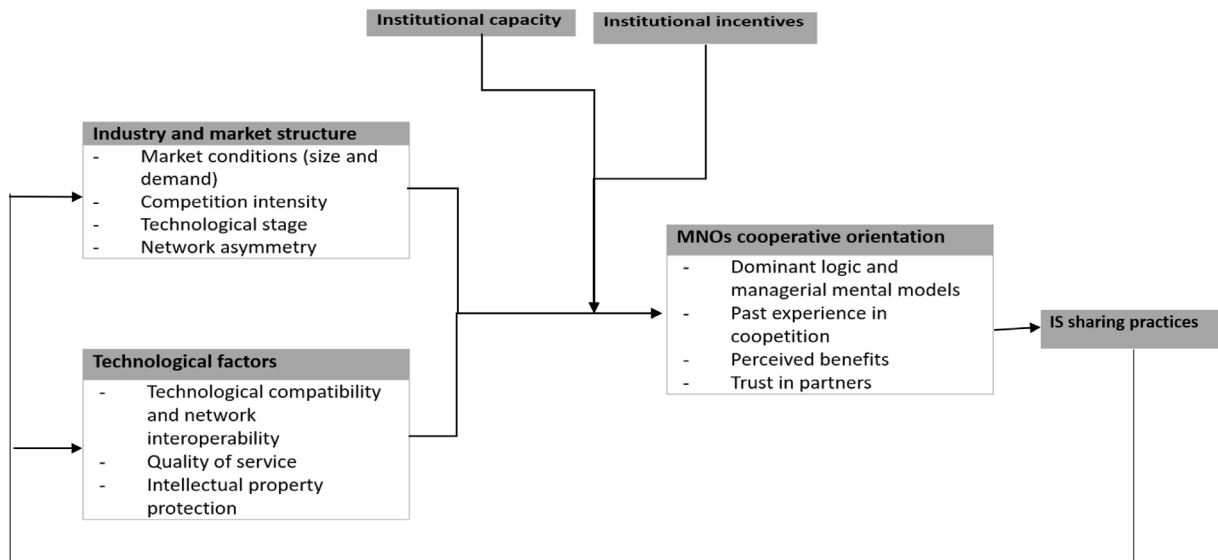 Institutional capacity
Institutional incentives
Industry and market structure
- Market conditions (size and
demand)
- Competition intensity
- Technological stage
- Network asymmetry
MNOs cooperative orientation
- Dominant logic and
managerial mental models
- Past experience in
coopetition
- Perceived benefits
- Trust in partners
IS sharing practices
Technological factors
- Technological compatibility
and network
interoperability
- Quality of service
- Intellectual property
protection